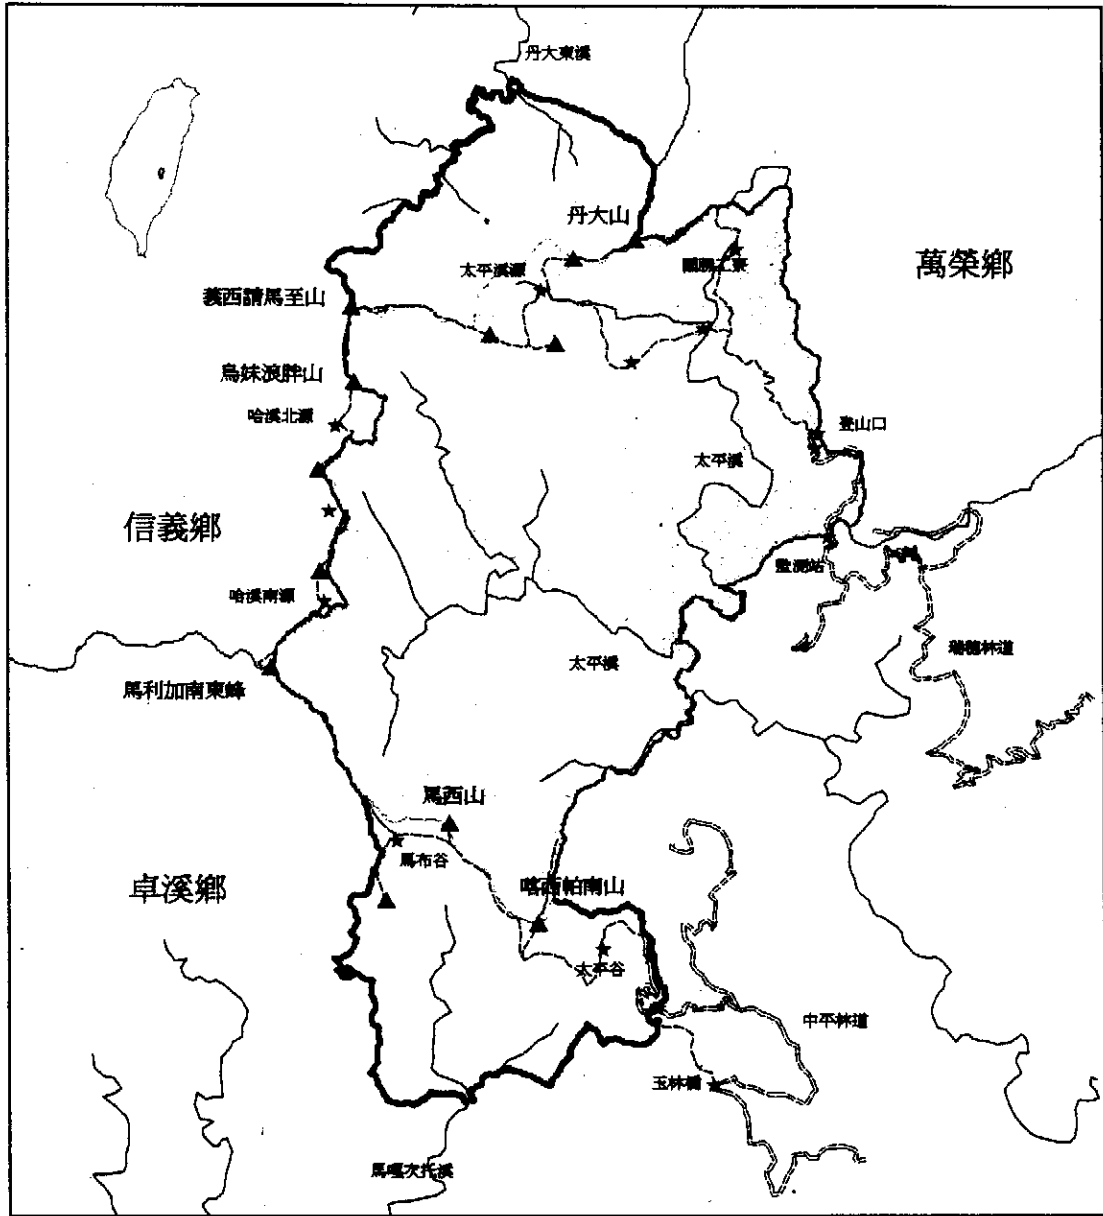 丹大東溪
丹大山
萬榮鄉
太平溪源
義西請馬至山
烏妹浪胖山
哈溪北源
登山口
太平溪
信義鄉
監測站
哈溪南源
瑞穗林道
太平溪
馬利加南東峰
馬西山
馬布谷
喀西帕南山
卓溪鄉
太平谷
中平林道
玉林橋
馬嘎次托溪